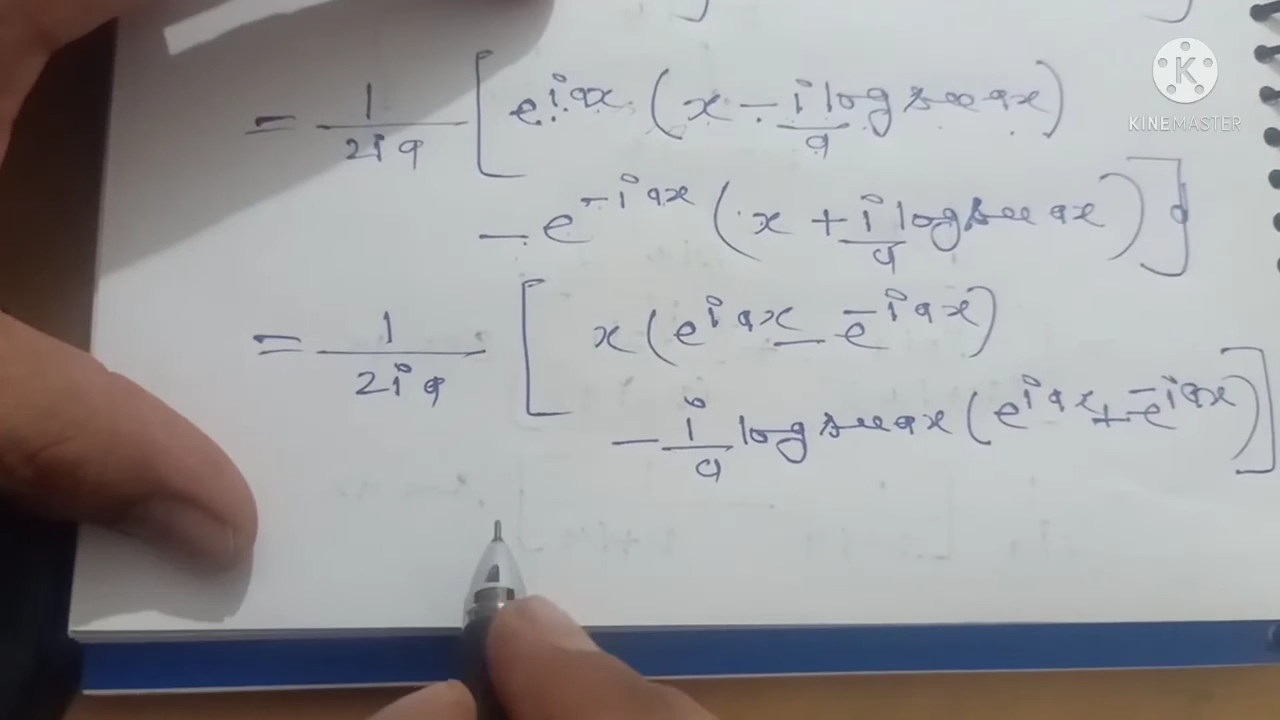 = 1/2ia [ e^{iax} (x - i/a log sec ax)
- e^{-iax} (x + i/a log sec ax) ]
= 1/2ia [ x (e^{iax} - e^{-iax})
- i/a log sec ax (e^{iax} + e^{-iax}) ]
K
KINEMASTER